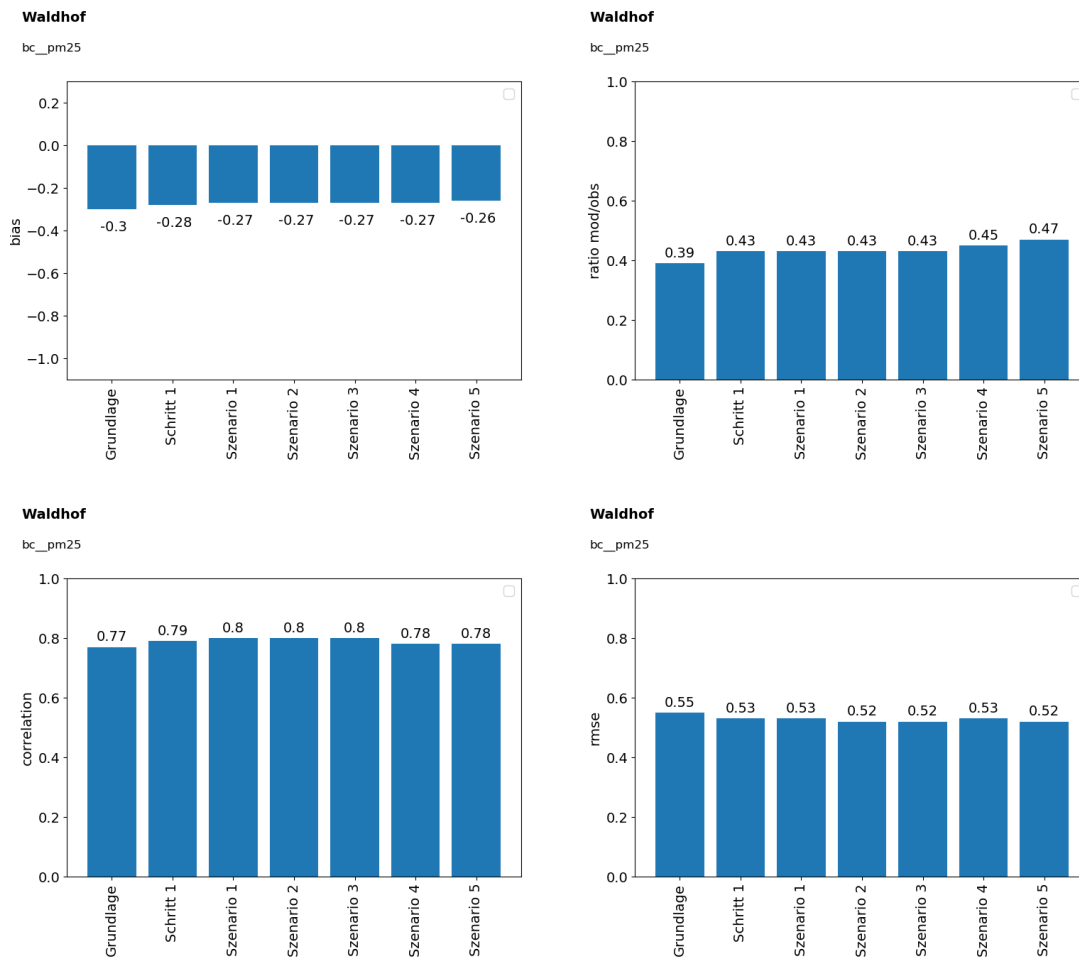 Waldhof
bc__pm25
bias
0.2
0.0
−0.2
−0.4
−0.6
−0.8
−1.0
-0.3
-0.28
-0.27
-0.27
-0.27
-0.27
-0.26
Grundlage
Schritt 1
Szenario 1
Szenario 2
Szenario 3
Szenario 4
Szenario 5
Waldhof
bc__pm25
ratio mod/obs
1.0
0.8
0.6
0.4
0.2
0.0
0.39
0.43
0.43
0.43
0.43
0.45
0.47
Grundlage
Schritt 1
Szenario 1
Szenario 2
Szenario 3
Szenario 4
Szenario 5
Waldhof
bc__pm25
correlation
1.0
0.8
0.6
0.4
0.2
0.0
0.77
0.79
0.8
0.8
0.8
0.78
0.78
Grundlage
Schritt 1
Szenario 1
Szenario 2
Szenario 3
Szenario 4
Szenario 5
Waldhof
bc__pm25
rmse
1.0
0.8
0.6
0.4
0.2
0.0
0.55
0.53
0.53
0.52
0.52
0.53
0.52
Grundlage
Schritt 1
Szenario 1
Szenario 2
Szenario 3
Szenario 4
Szenario 5